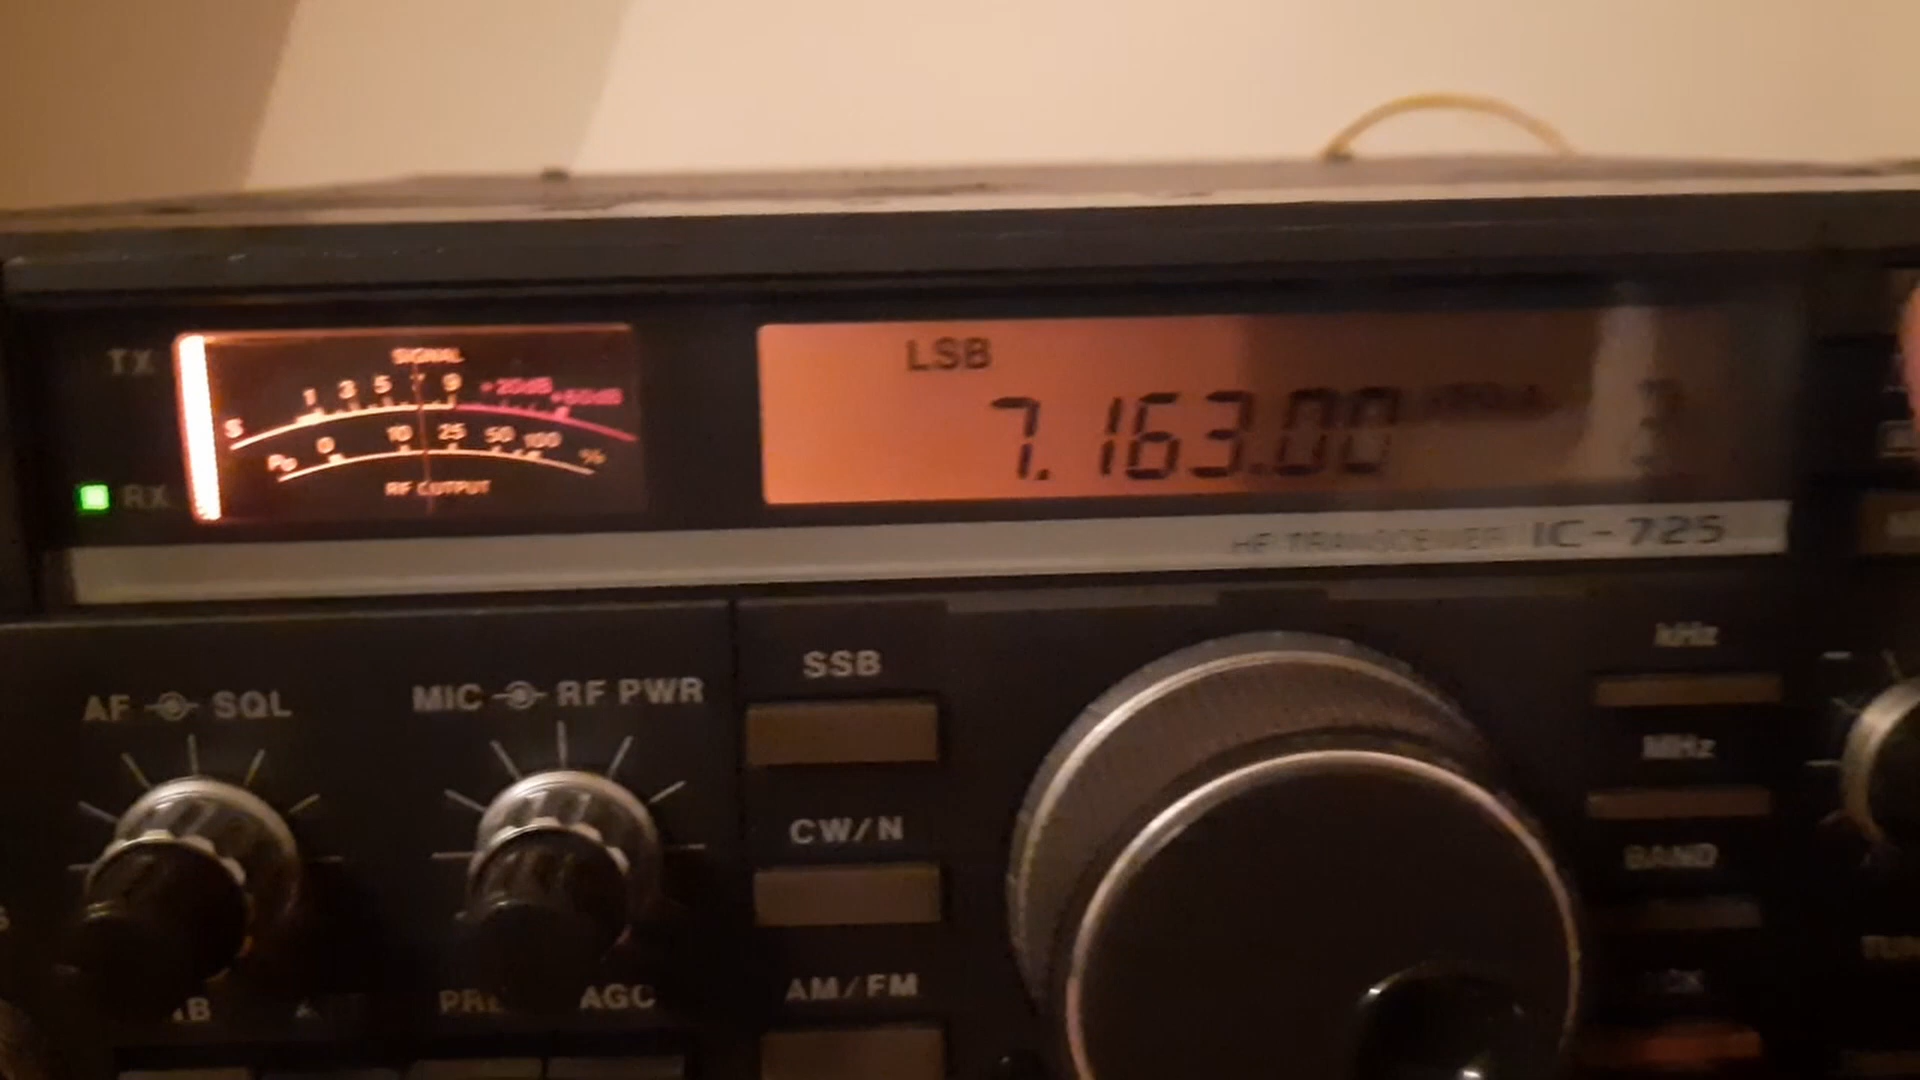 TX
SIGNAL
1 3 5 7 9 +20dB +60dB
S
0 10 25 50 100 %
Po
RF OUTPUT
RX
LSB
7.163.00
HF TRANSCEIVER IC-725
AF SQL
MIC RF PWR
SSB
CW/N
AM/FM
AGC
kHz
MHz
BAND